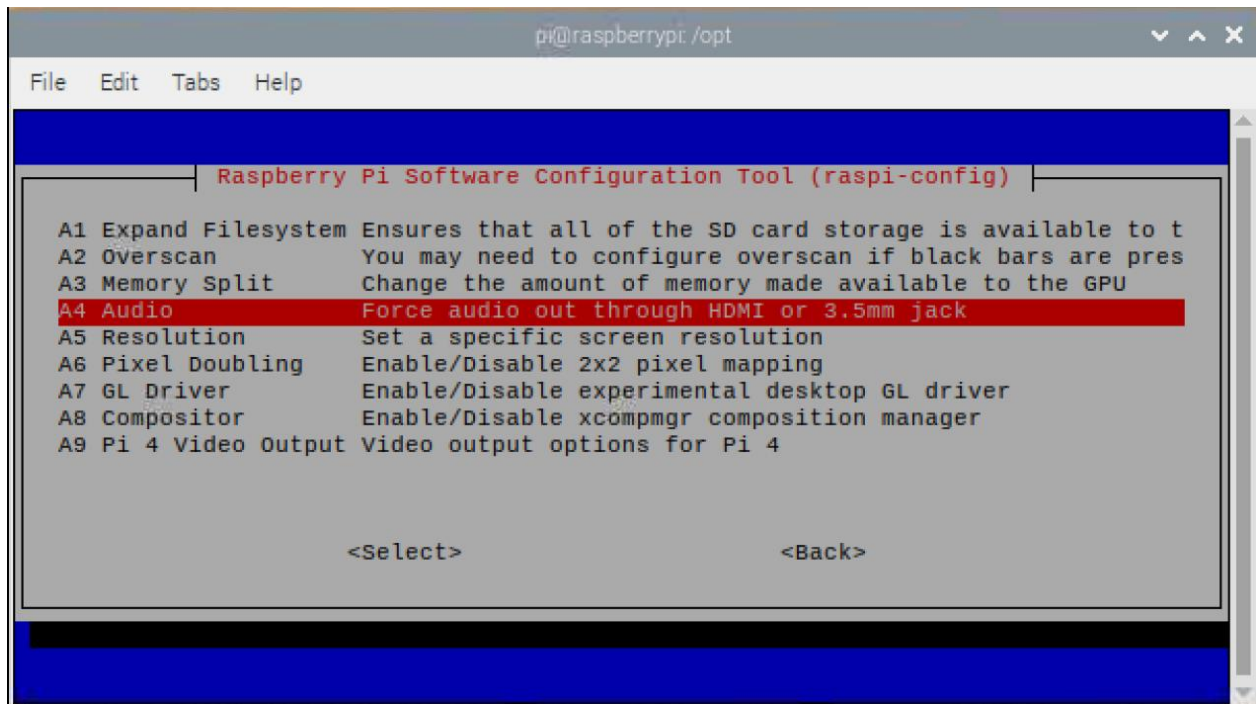 pi@raspberrypi: /opt
File Edit Tabs Help
Raspberry Pi Software Configuration Tool (raspi-config)
A1 Expand Filesystem Ensures that all of the SD card storage is available to t
A2 Overscan You may need to configure overscan if black bars are pres
A3 Memory Split Change the amount of memory made available to the GPU
A4 Audio Force audio out through HDMI or 3.5mm jack
A5 Resolution Set a specific screen resolution
A6 Pixel Doubling Enable/Disable 2x2 pixel mapping
A7 GL Driver Enable/Disable experimental desktop GL driver
A8 Compositor Enable/Disable xcompmgr composition manager
A9 Pi 4 Video Output Video output options for Pi 4
<Select> <Back>